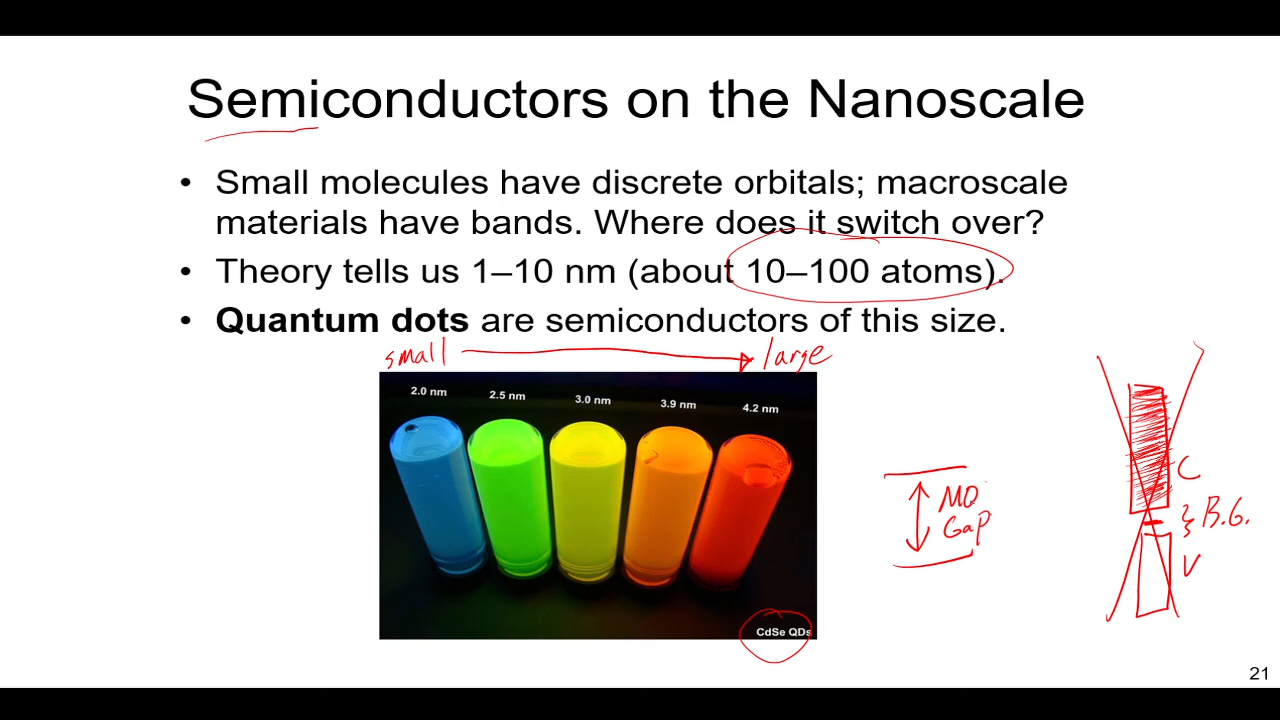 Semiconductors on the Nanoscale
• Small molecules have discrete orbitals; macroscale
materials have bands. Where does it switch over?
• Theory tells us 1–10 nm (about 10–100 atoms).
• Quantum dots are semiconductors of this size.
small large
2.0 nm 2.5 nm 3.0 nm 3.9 nm 4.2 nm
MO
Gap
C
B.G.
V
CdSe QDs
21